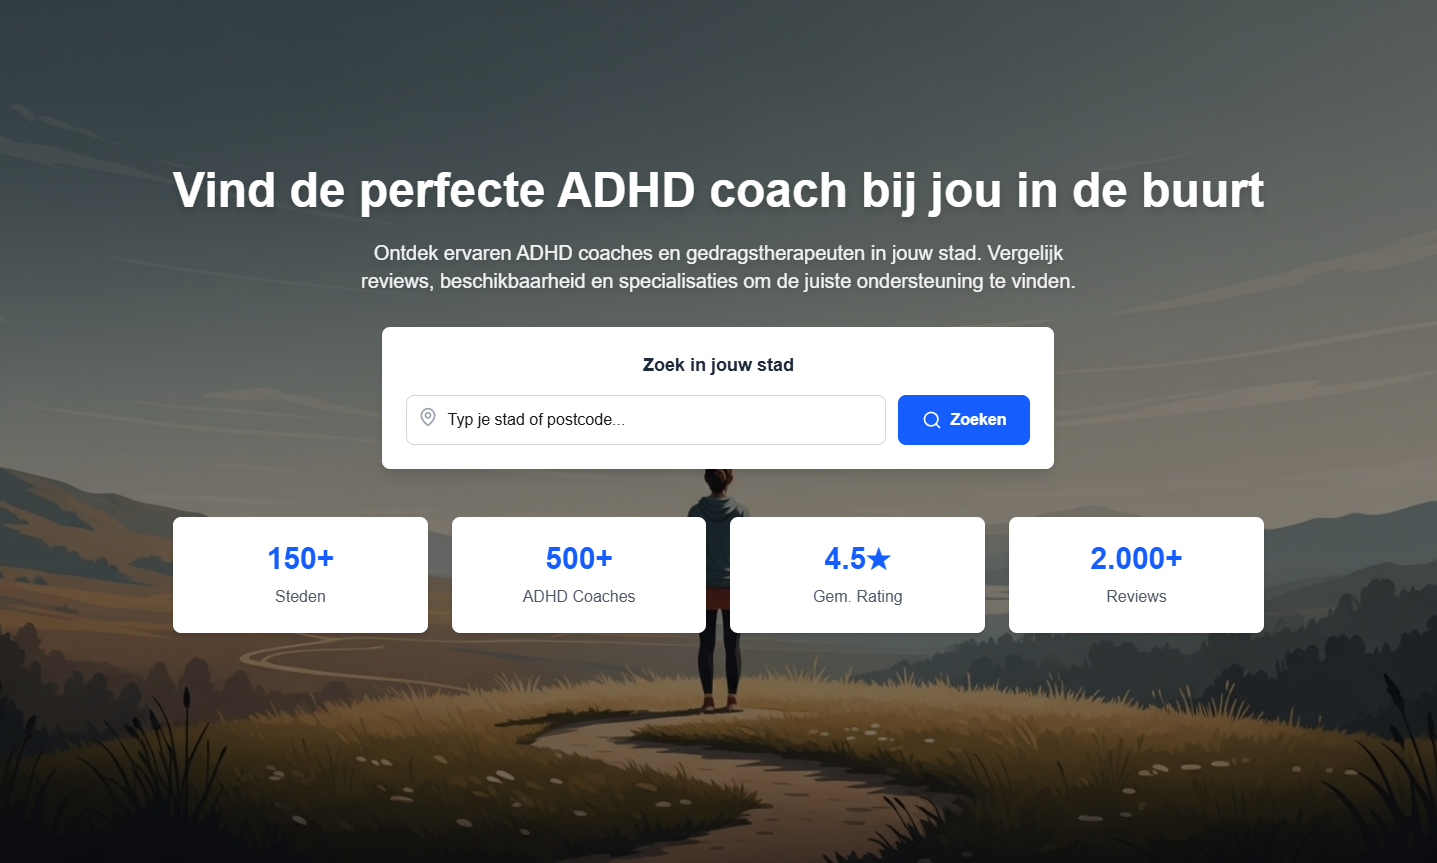 Vind de perfecte ADHD coach bij jou in de buurt
Ontdek ervaren ADHD coaches en gedragstherapeuten in jouw stad. Vergelijk
reviews, beschikbaarheid en specialisaties om de juiste ondersteuning te vinden.
Zoek in jouw stad
Typ je stad of postcode...
Zoeken
150+
Steden
500+
ADHD Coaches
4.5★
Gem. Rating
2.000+
Reviews